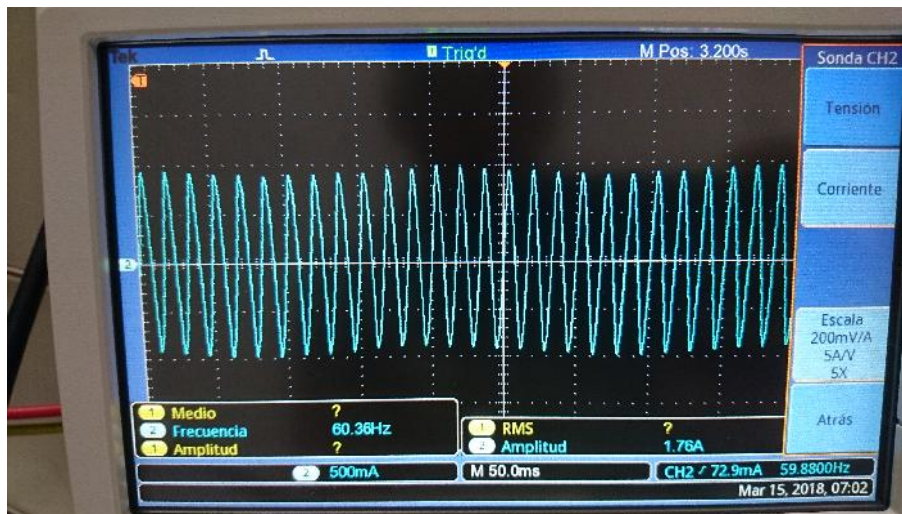 Tek
Trig'd
M Pos: 3.200s
Sonda CH2
T
Tensión
Corriente
2
Escala
200mV/A
5A/V
5X
Atrás
1 Medio ?
2 Frecuencia 60.36Hz
1 Amplitud ?
1 RMS ?
2 Amplitud 1.76A
2 500mA
M 50.0ms
CH2 72.9mA 59.8800Hz
Mar 15, 2018, 07:02